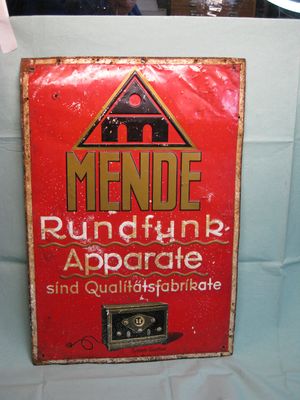 MENDE
Rundfunk
Apparate
sind Qualitätsfabrikate